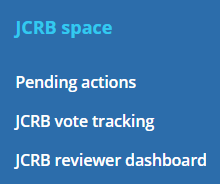 JCRB space
Pending actions
JCRB vote tracking
JCRB reviewer dashboard